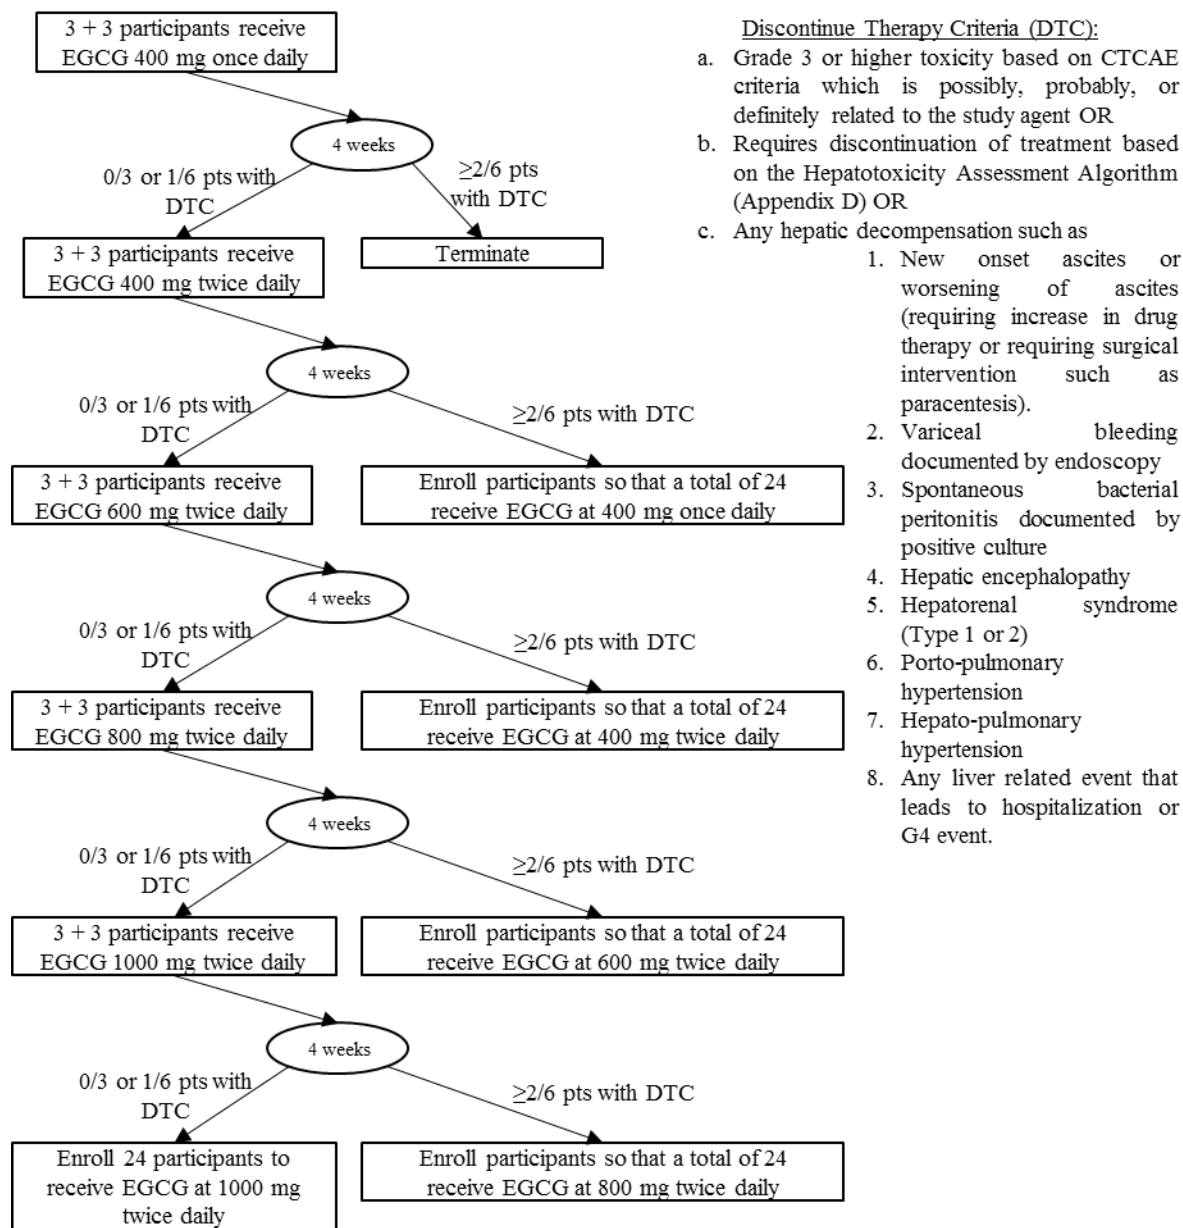 3 + 3 participants receive
EGCG 400 mg once daily
4 weeks
0/3 or 1/6 pts with
DTC
≥2/6 pts
with DTC
3 + 3 participants receive
EGCG 400 mg twice daily
Terminate
4 weeks
0/3 or 1/6 pts with
DTC
≥2/6 pts with DTC
3 + 3 participants receive
EGCG 600 mg twice daily
Enroll participants so that a total of 24
receive EGCG at 400 mg once daily
4 weeks
0/3 or 1/6 pts with
DTC
≥2/6 pts with DTC
3 + 3 participants receive
EGCG 800 mg twice daily
Enroll participants so that a total of 24
receive EGCG at 400 mg twice daily
4 weeks
0/3 or 1/6 pts with
DTC
≥2/6 pts with DTC
3 + 3 participants receive
EGCG 1000 mg twice daily
Enroll participants so that a total of 24
receive EGCG at 600 mg twice daily
4 weeks
0/3 or 1/6 pts with
DTC
≥2/6 pts with DTC
Enroll 24 participants to
receive EGCG at 1000 mg
twice daily
Enroll participants so that a total of 24
receive EGCG at 800 mg twice daily
Discontinue Therapy Criteria (DTC):
a. Grade 3 or higher toxicity based on CTCAE
criteria which is possibly, probably, or
definitely related to the study agent OR
b. Requires discontinuation of treatment based
on the Hepatotoxicity Assessment Algorithm
(Appendix D) OR
c. Any hepatic decompensation such as
1. New onset ascites or
worsening of ascites
(requiring increase in drug
therapy or requiring surgical
intervention such as
paracentesis).
2. Variceal bleeding
documented by endoscopy
3. Spontaneous bacterial
peritonitis documented by
positive culture
4. Hepatic encephalopathy
5. Hepatorenal syndrome
(Type 1 or 2)
6. Porto-pulmonary
hypertension
7. Hepato-pulmonary
hypertension
8. Any liver related event that
leads to hospitalization or
G4 event.